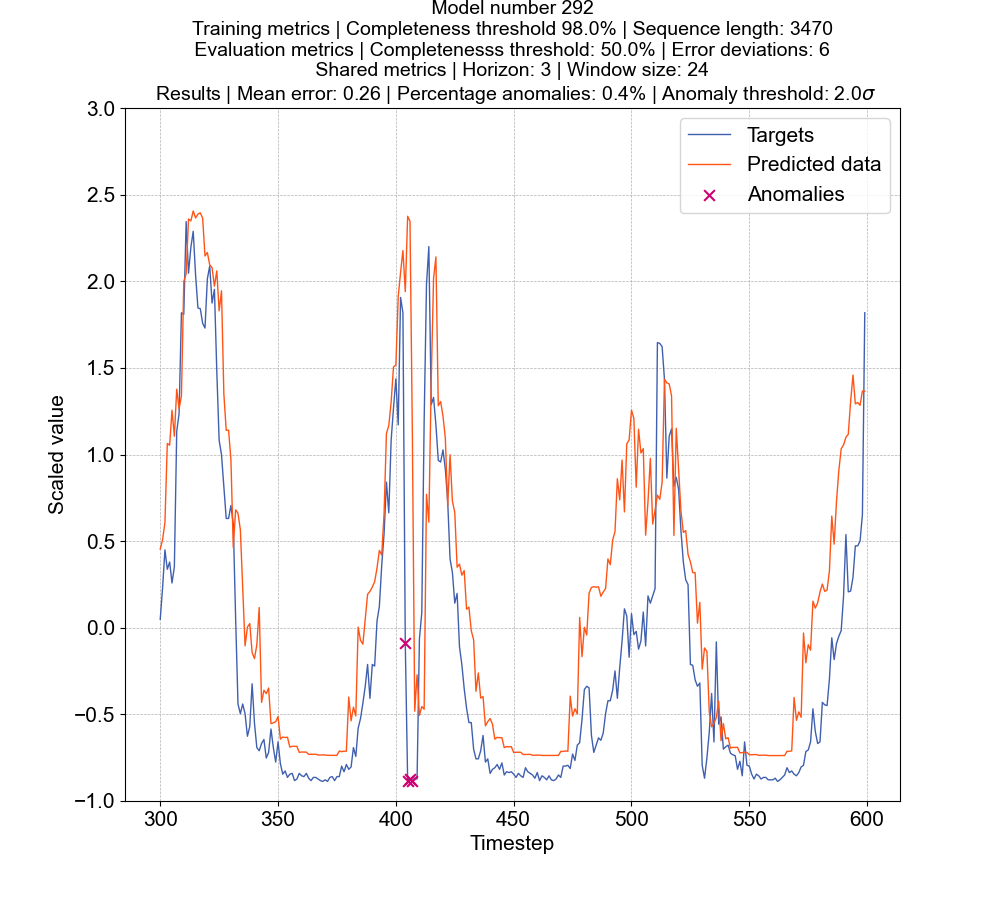 Model number 292
Training metrics | Completeness threshold 98.0% | Sequence length: 3470
Evaluation metrics | Completenesss threshold: 50.0% | Error deviations: 6
Shared metrics | Horizon: 3 | Window size: 24
Results | Mean error: 0.26 | Percentage anomalies: 0.4% | Anomaly threshold: 2.0σ
Targets
Predicted data
Anomalies
Scaled value
3.0
2.5
2.0
1.5
1.0
0.5
0.0
−0.5
−1.0
300
350
400
450
500
550
600
Timestep